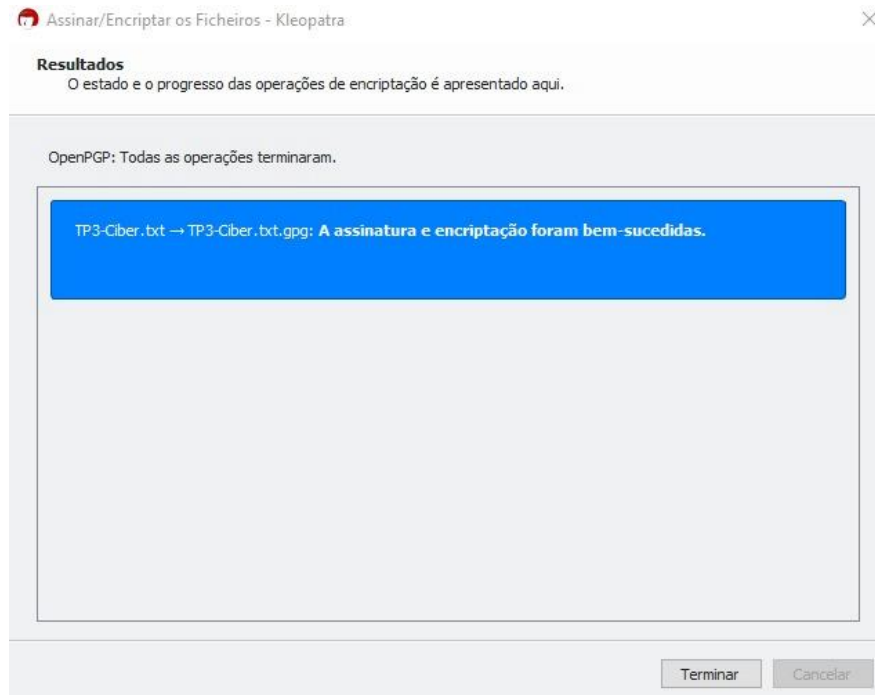 Assinar/Encriptar os Ficheiros - Kleopatra
Resultados
O estado e o progresso das operações de encriptação é apresentado aqui.
OpenPGP: Todas as operações terminaram.
TP3-Ciber.txt → TP3-Ciber.txt.gpg: A assinatura e encriptação foram bem-sucedidas.
Terminar Cancelar